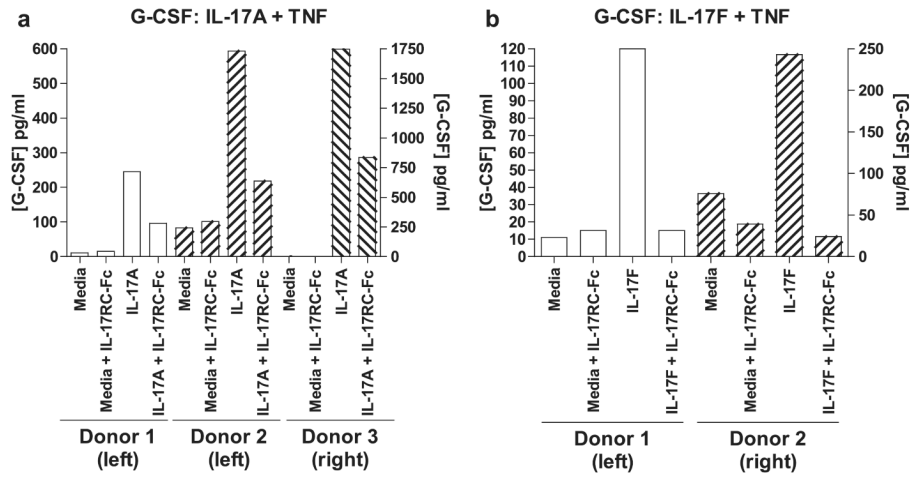 a
G-CSF: IL-17A + TNF
[G-CSF] pg/ml
600
500
400
300
200
100
0
1750
1500
1250
1000
750
500
250
0
[G-CSF] pg/ml
Media
Media + IL-17RC-Fc
IL-17A
IL-17A + IL-17RC-Fc
Media
Media + IL-17RC-Fc
IL-17A
IL-17A + IL-17RC-Fc
Media
Media + IL-17RC-Fc
IL-17A
IL-17A + IL-17RC-Fc
Donor 1
(left)
Donor 2
(left)
Donor 3
(right)
b
G-CSF: IL-17F + TNF
[G-CSF] pg/ml
120
110
100
90
80
70
60
50
40
30
20
10
0
250
200
150
100
50
0
[G-CSF] pg/ml
Media
Media + IL-17RC-Fc
IL-17F
IL-17F + IL-17RC-Fc
Media
Media + IL-17RC-Fc
IL-17F
IL-17F + IL-17RC-Fc
Donor 1
(left)
Donor 2
(right)